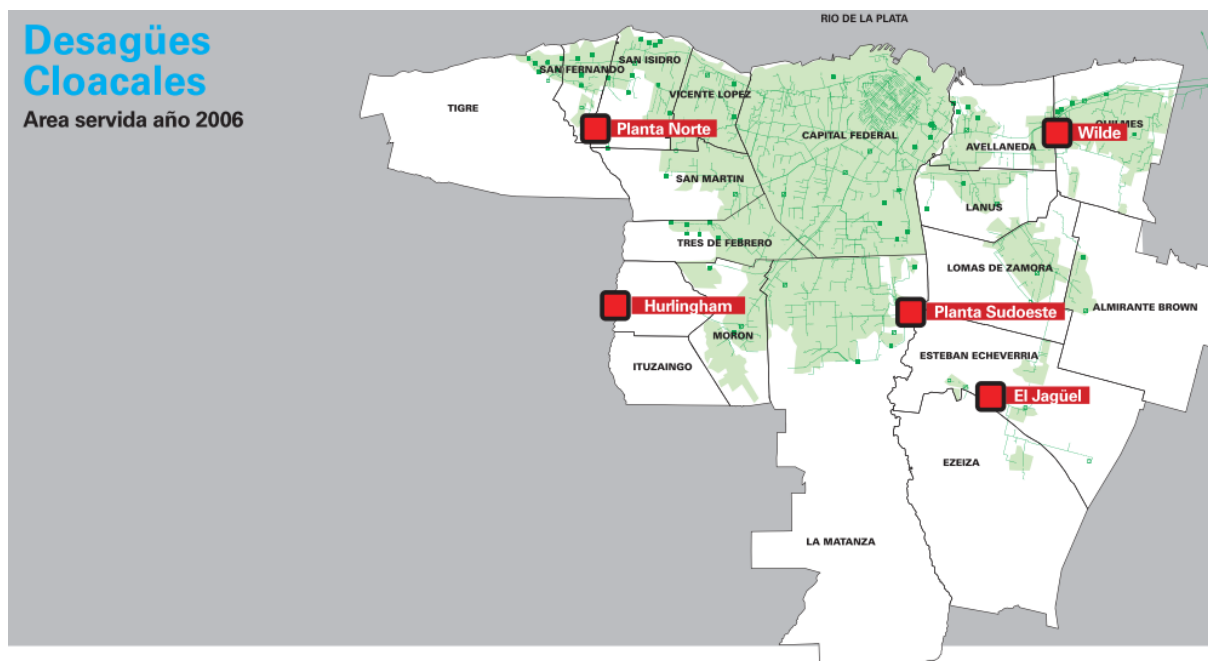 Desagües
Cloacales
Area servida año 2006
RIO DE LA PLATA
SAN ISIDRO
SAN FERNANDO
VICENTE LOPEZ
TIGRE
Planta Norte
CAPITAL FEDERAL
QUILMES
Wilde
AVELLANEDA
SAN MARTIN
LANUS
TRES DE FEBRERO
LOMAS DE ZAMORA
Hurlingham
ALMIRANTE BROWN
Planta Sudoeste
MORON
ESTEBAN ECHEVERRIA
ITUZAINGO
El Jagüel
EZEIZA
LA MATANZA